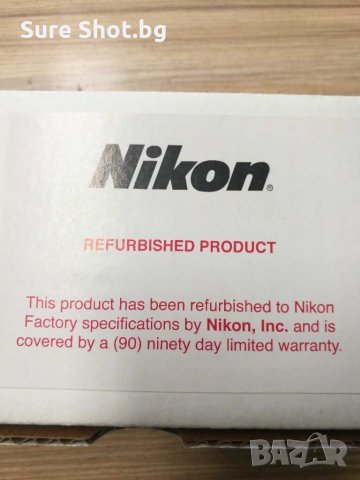 Sure Shot.bg
Nikon®
REFURBISHED PRODUCT
This product has been refurbished to Nikon
Factory specifications by Nikon, Inc. and is
covered by a (90) ninety day limited warranty.
BAZAR